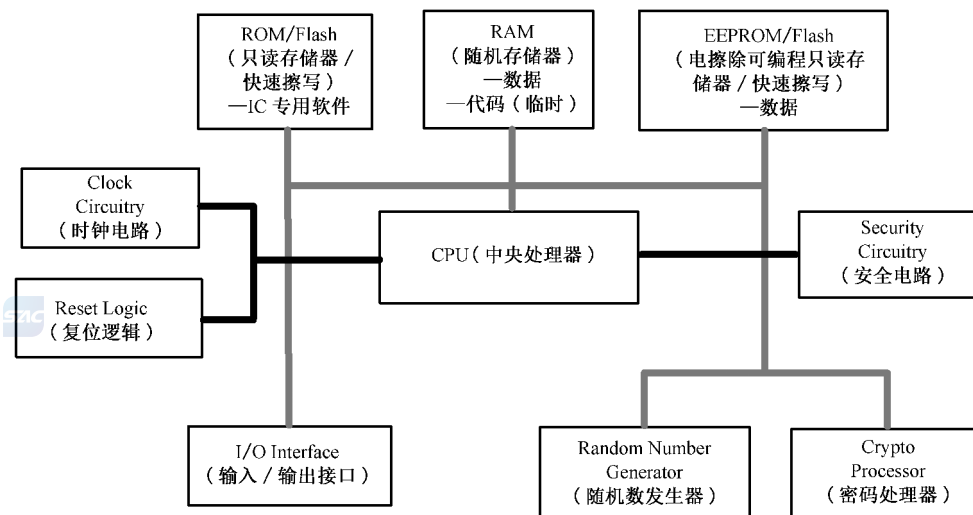 ROM/Flash
(只读存储器/
快速擦写)
—IC 专用软件
RAM
(随机存储器)
—数据
—代码(临时)
EEPROM/Flash
(电擦除可编程只读存
储器/快速擦写)
—数据
Clock
Circuitry
(时钟电路)
CPU(中央处理器)
Security
Circuitry
(安全电路)
Reset Logic
(复位逻辑)
SZIC
I/O Interface
(输入/输出接口)
Random Number
Generator
(随机数发生器)
Crypto
Processor
(密码处理器)